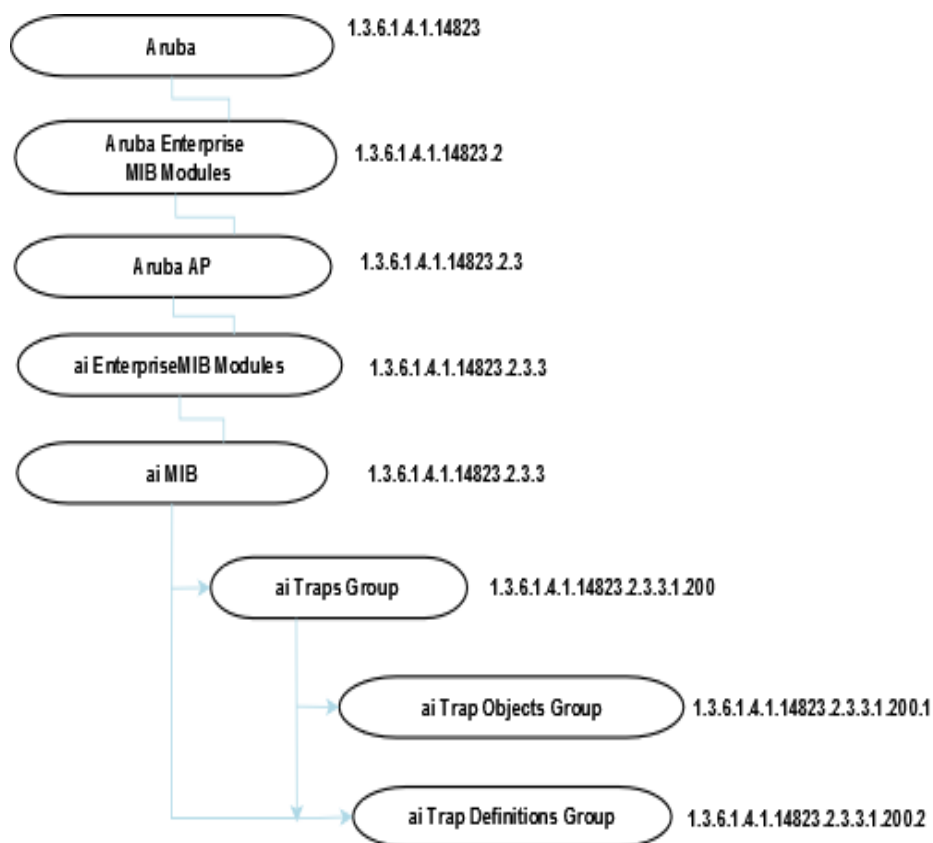 Aruba
1.3.6.1.4.1.14823
Aruba Enterprise
MIB Modules
1.3.6.1.4.1.14823.2
Aruba AP
1.3.6.1.4.1.14823.2.3
ai EnterpriseMIB Modules
1.3.6.1.4.1.14823.2.3.3
ai MIB
1.3.6.1.4.1.14823.2.3.3
ai Traps Group
1.3.6.1.4.1.14823.2.3.3.1.200
ai Trap Objects Group
1.3.6.1.4.1.14823.2.3.3.1.200.1
ai Trap Definitions Group
1.3.6.1.4.1.14823.2.3.3.1.200.2